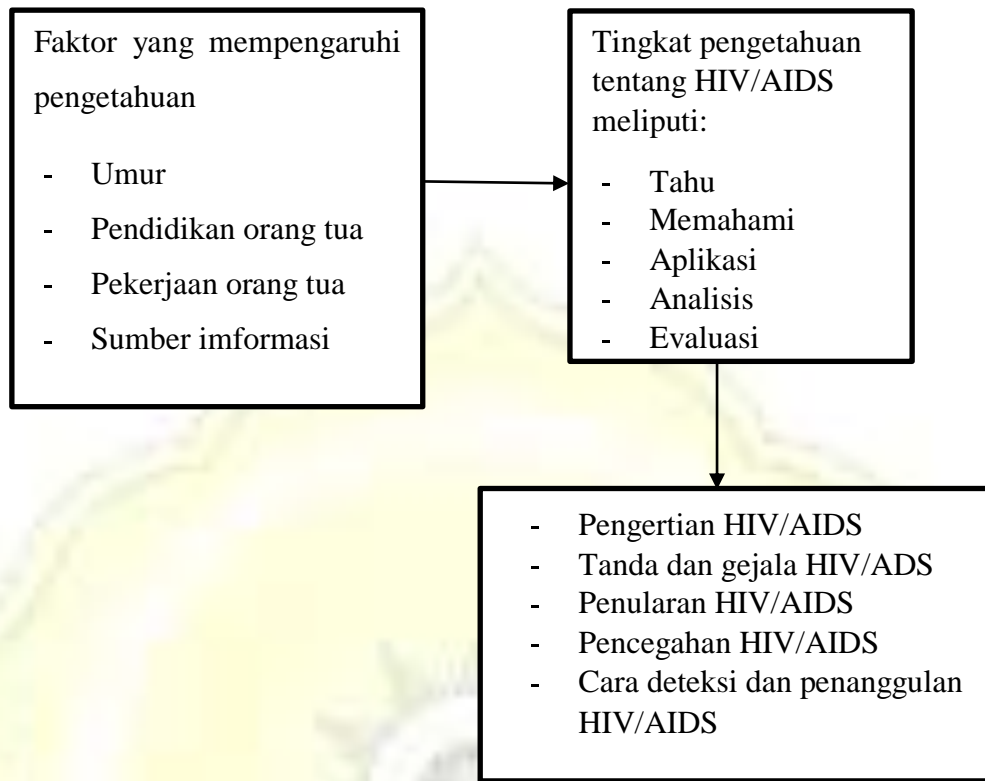 Faktor yang mempengaruhi
pengetahuan
- Umur
- Pendidikan orang tua
- Pekerjaan orang tua
- Sumber imformasi
Tingkat pengetahuan
tentang HIV/AIDS
meliputi:
- Tahu
- Memahami
- Aplikasi
- Analisis
- Evaluasi
- Pengertian HIV/AIDS
- Tanda dan gejala HIV/ADS
- Penularan HIV/AIDS
- Pencegahan HIV/AIDS
- Cara deteksi dan penanggulan
HIV/AIDS